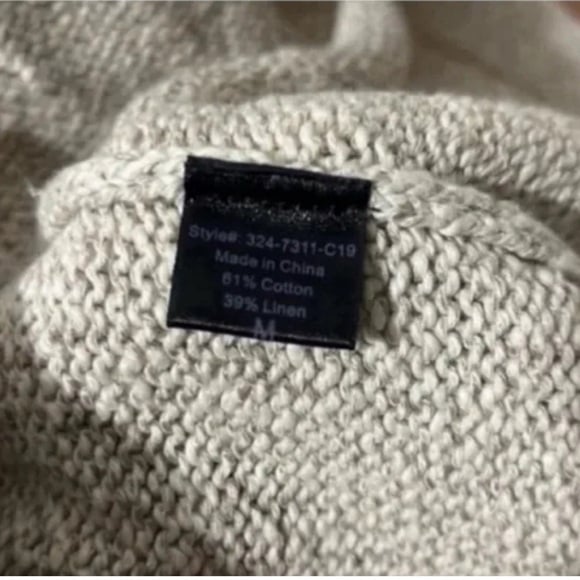 Style#: 324-7311-C19
Made in China
61% Cotton
39% Linen
M